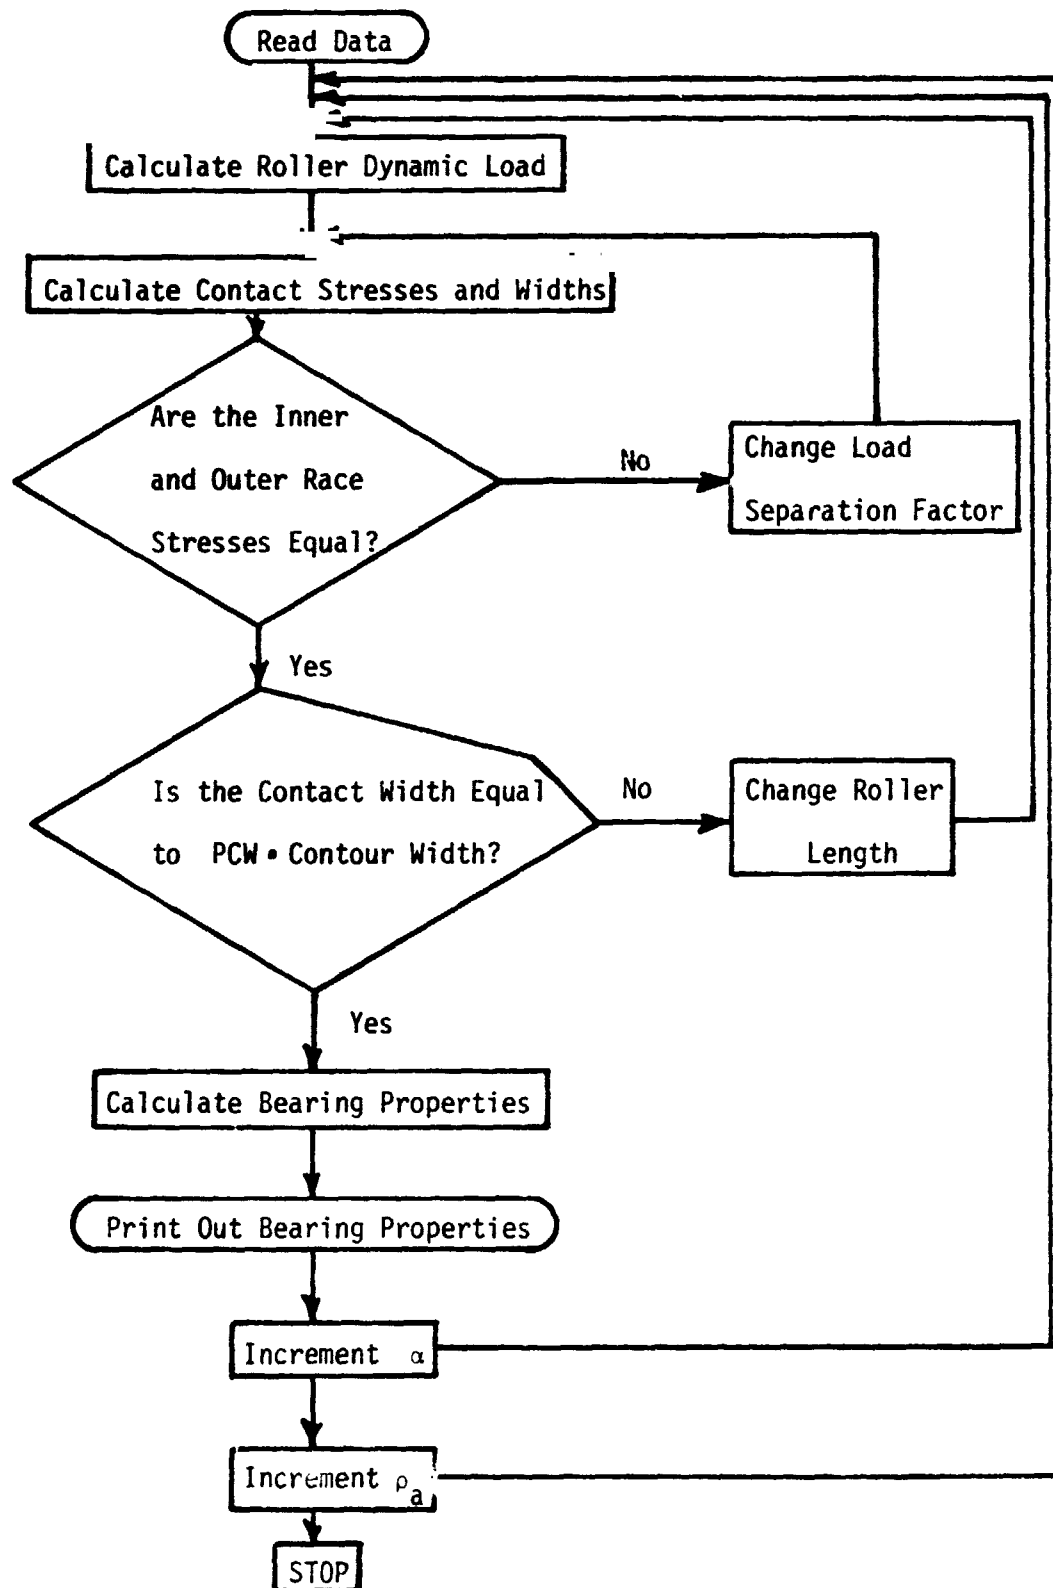 Read Data
Calculate Roller Dynamic Load
Calculate Contact Stresses and Widths
Are the Inner
and Outer Race
Stresses Equal?
No
Change Load
Separation Factor
Yes
Is the Contact Width Equal
to PCW • Contour Width?
No
Change Roller
Length
Yes
Calculate Bearing Properties
Print Out Bearing Properties
Increment α
Increment ρa
STOP